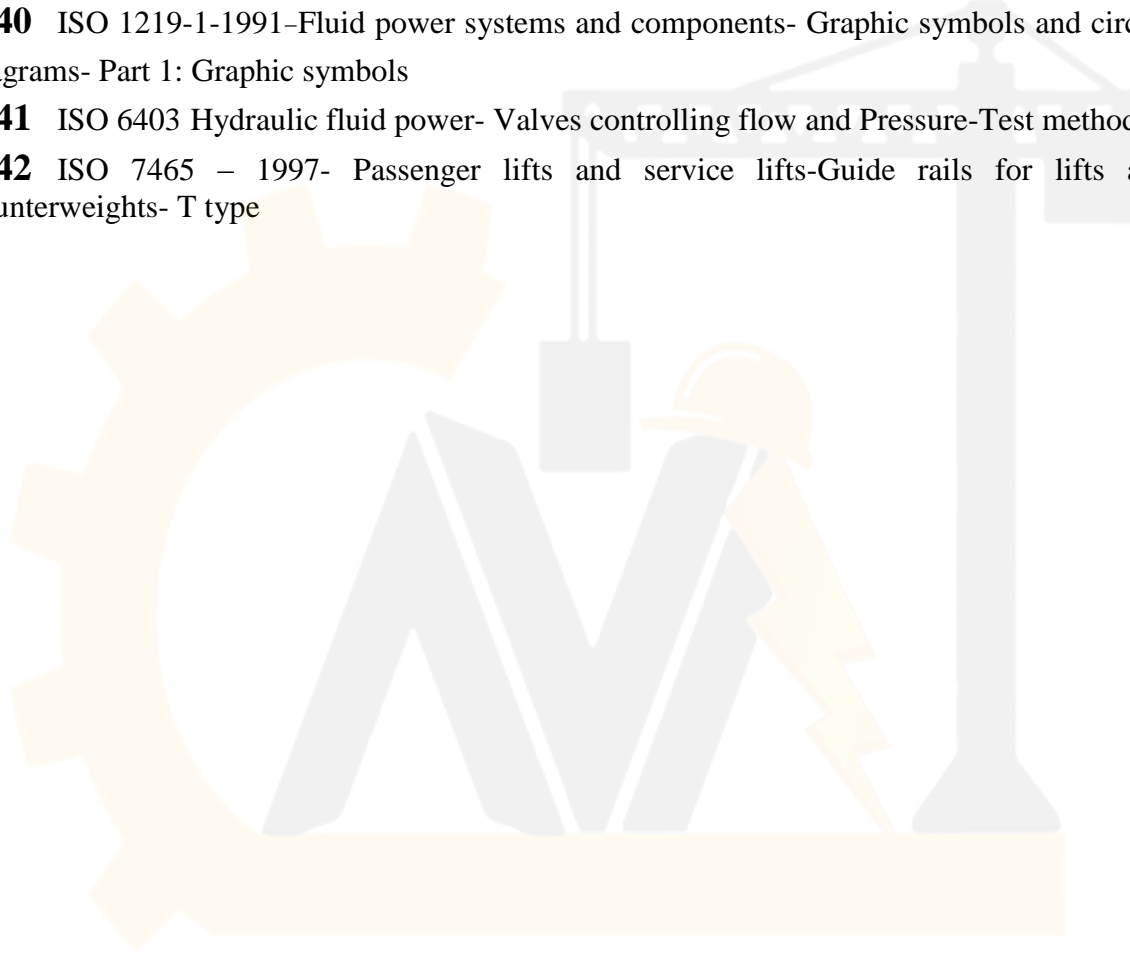 40 ISO 1219-1-1991–Fluid power systems and components- Graphic symbols and circ
grams- Part 1: Graphic symbols
41 ISO 6403 Hydraulic fluid power- Valves controlling flow and Pressure-Test method
42 ISO 7465 – 1997- Passenger lifts and service lifts-Guide rails for lifts a
unterweights- T type